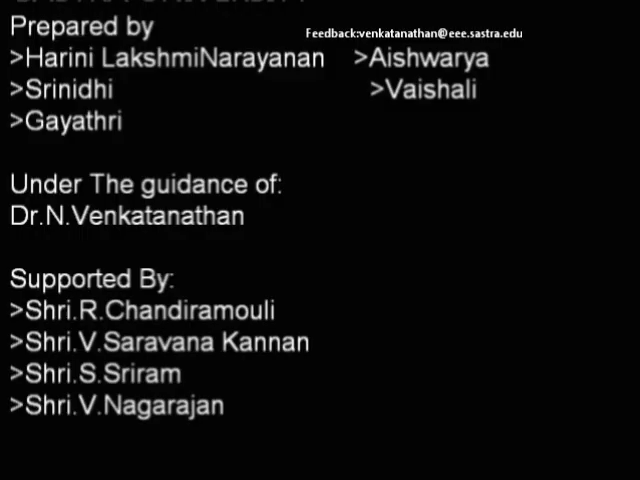 Prepared by
Feedback:venkatanathan@eee.sastra.edu
>Harini LakshmiNarayanan >Aishwarya
>Srinidhi >Vaishali
>Gayathri
Under The guidance of:
Dr.N.Venkatanathan
Supported By:
>Shri.R.Chandiramouli
>Shri.V.Saravana Kannan
>Shri.S.Sriram
>Shri.V.Nagarajan